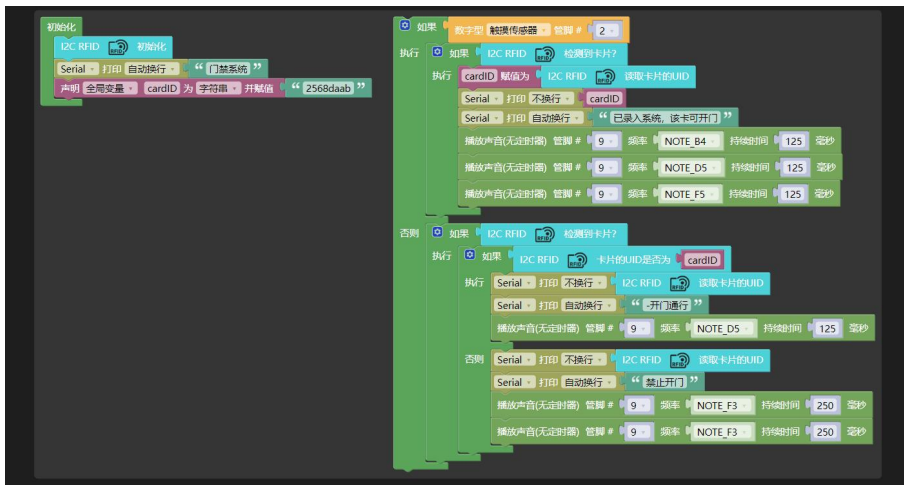 初始化
I2C RFID 初始化
Serial 打印 自动换行 “ 门禁系统 ”
声明 全局变量 cardID 为 字符串 并赋值 “ 2568daab ”
如果 数字型 触摸传感器 管脚 # 2
执行 如果 I2C RFID 检测到卡片?
执行 cardID 赋值为 I2C RFID 读取卡片的UID
Serial 打印 不换行 cardID
Serial 打印 自动换行 “ 已录入系统，该卡可开门 ”
播放声音(无定时器) 管脚 # 9 频率 NOTE_B4 持续时间 125 毫秒
播放声音(无定时器) 管脚 # 9 频率 NOTE_D5 持续时间 125 毫秒
播放声音(无定时器) 管脚 # 9 频率 NOTE_F5 持续时间 125 毫秒
否则 如果 I2C RFID 检测到卡片?
执行 如果 I2C RFID 卡片的UID是否为 cardID
执行 Serial 打印 不换行 I2C RFID 读取卡片的UID
Serial 打印 自动换行 “ -开门通行 ”
播放声音(无定时器) 管脚 # 9 频率 NOTE_D5 持续时间 125 毫秒
否则 Serial 打印 不换行 I2C RFID 读取卡片的UID
Serial 打印 自动换行 “ 禁止开门 ”
播放声音(无定时器) 管脚 # 9 频率 NOTE_F3 持续时间 250 毫秒
播放声音(无定时器) 管脚 # 9 频率 NOTE_F3 持续时间 250 毫秒